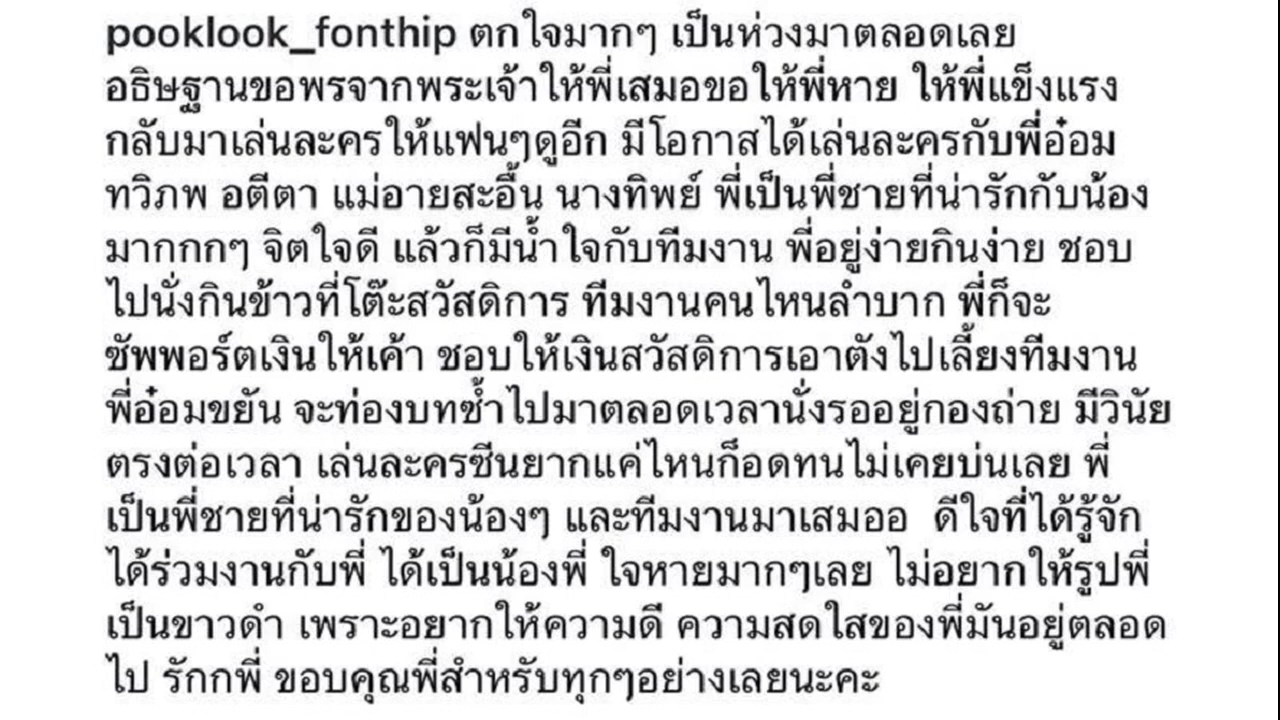 pooklook_fonthip ตกใจมากๆ เป็นห่วงมาตลอดเลย
อธิษฐานขอพรจากพระเจ้าให้พี่เสมอขอให้พี่หาย ให้พี่แข็งแรง
กลับมาเล่นละครให้แฟนๆดูอีก มีโอกาสได้เล่นละครกับพี่อ๋อม
ทวิภพ อตีตา แม่อายสะอื้น นางทิพย์ พี่เป็นพี่ชายที่น่ารักกับน้อง
มากกกๆ จิตใจดี แล้วก็มีน้ำใจกับทีมงาน พี่อยู่ง่ายกินง่าย ชอบ
ไปนั่งกินข้าวที่โต๊ะสวัสดิการ ทีมงานคนไหนลำบาก พี่ก็จะ
ซัพพอร์ตเงินให้เค้า ชอบให้เงินสวัสดิการเอาตังไปเลี้ยงทีมงาน
พี่อ๋อมขยัน จะท่องบทซ้ำไปมาตลอดเวลานั่งรออยู่กองถ่าย มีวินัย
ตรงต่อเวลา เล่นละครซีนยากแค่ไหนก็อดทนไม่เคยบ่นเลย พี่
เป็นพี่ชายที่น่ารักของน้องๆ และทีมงานมาเสมออ ดีใจที่ได้รู้จัก
ได้ร่วมงานกับพี่ ได้เป็นน้องพี่ ใจหายมากๆเลย ไม่อยากให้รูปพี่
เป็นขาวดำ เพราะอยากให้ความดี ความสดใสของพี่มันอยู่ตลอด
ไป รักกพี่ ขอบคุณพี่สำหรับทุกๆอย่างเลยนะคะ